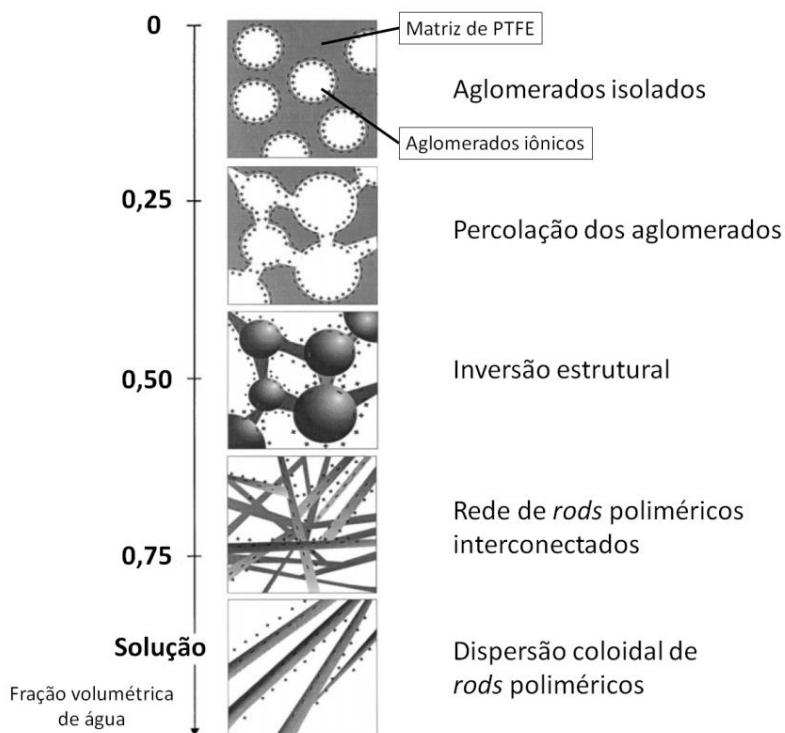 0
Matriz de PTFE
Aglomerados isolados
Aglomerados iônicos
0,25
Percolação dos aglomerados
0,50
Inversão estrutural
Rede de rods poliméricos
interconectados
0,75
Solução
Dispersão coloidal de
rods poliméricos
Fração volumétrica
de água